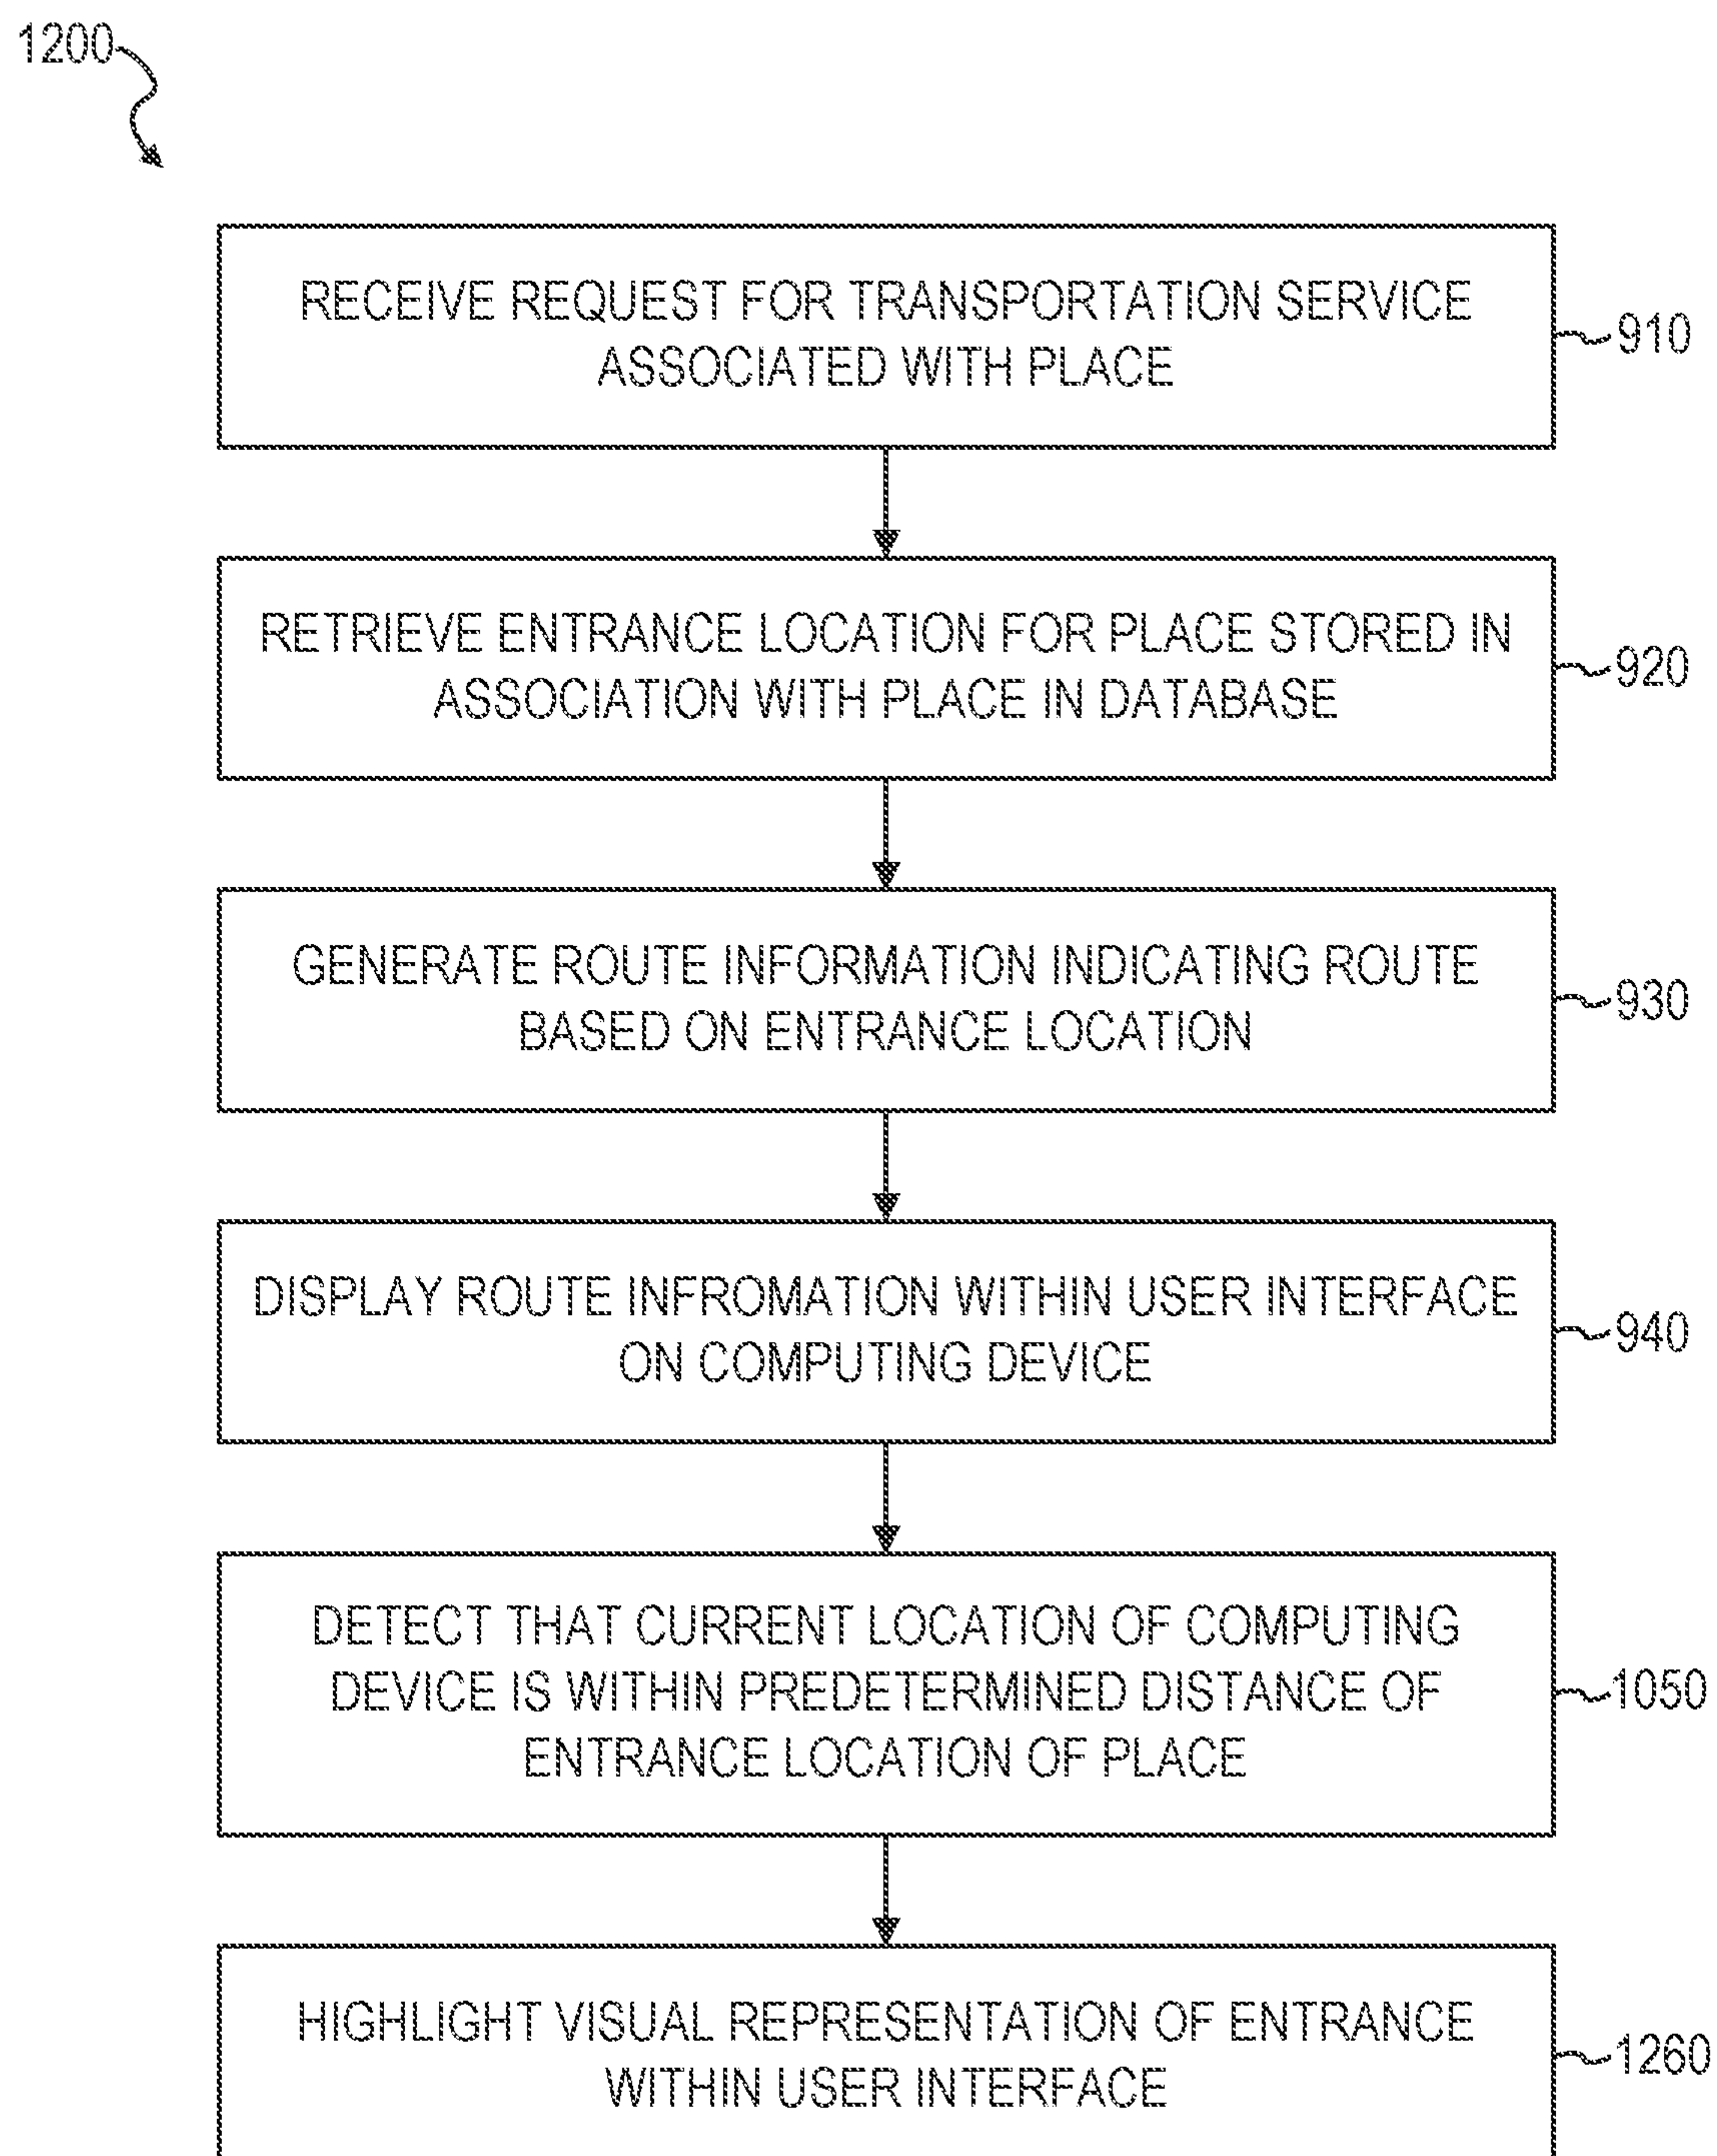 1200
RECEIVE REQUEST FOR TRANSPORTATION SERVICE
ASSOCIATED WITH PLACE
910
RETRIEVE ENTRANCE LOCATION FOR PLACE STORED IN
ASSOCIATION WITH PLACE IN DATABASE
920
GENERATE ROUTE INFORMATION INDICATING ROUTE
BASED ON ENTRANCE LOCATION
930
DISPLAY ROUTE INFROMATION WITHIN USER INTERFACE
ON COMPUTING DEVICE
940
DETECT THAT CURRENT LOCATION OF COMPUTING
DEVICE IS WITHIN PREDETERMINED DISTANCE OF
ENTRANCE LOCATION OF PLACE
1050
HIGHLIGHT VISUAL REPRESENTATION OF ENTRANCE
WITHIN USER INTERFACE
1260